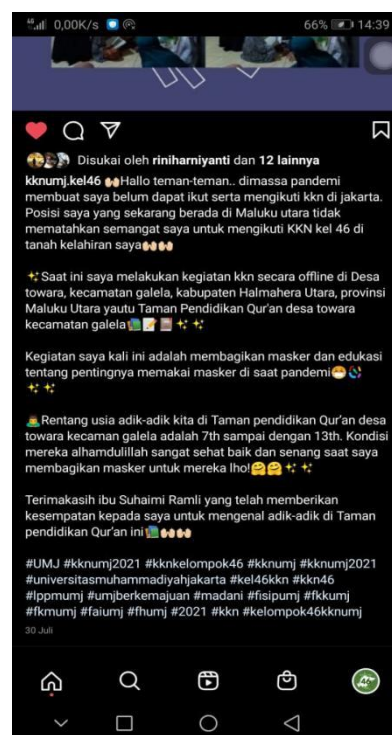 4G 0,00K/s 66% 14:39
Disukai oleh riniharniyanti dan 12 lainnya
kknumj.kel46 🙌🏻Hallo teman-teman.. dimassa pandemi
membuat saya belum dapat ikut serta mengikuti kkn di jakarta.
Posisi saya yang sekarang berada di Maluku utara tidak
mematahkan semangat saya untuk mengikuti KKN kel 46 di
tanah kelahiran saya🙌🏻🙌🏻
✨Saat ini saya melakukan kegiatan kkn secara offline di Desa
towara, kecamatan galela, kabupaten Halmahera Utara, provinsi
Maluku Utara yautu Taman Pendidikan Qur'an desa towara
kecamatan galela📚📝📔✨✨
Kegiatan saya kali ini adalah membagikan masker dan edukasi
tentang pentingnya memakai masker di saat pandemi😷
✨✨
Rentang usia adik-adik kita di Taman pendidikan Qur'an desa
towara kecaman galela adalah 7th sampai dengan 13th. Kondisi
mereka alhamdulillah sangat sehat baik dan senang saat saya
membagikan masker untuk mereka lho!🤗🤗✨✨
Terimakasih ibu Suhaimi Ramli yang telah memberikan
kesempatan kepada saya untuk mengenal adik-adik di Taman
pendidikan Qur'an ini📚🙌🏻🙌🏻
#UMJ #kknumj2021 #kknkelompok46 #kknumj #kknumj2021
#universitasmuhammadiyahjakarta #kel46kkn #kkn46
#lppmumj #umjberkemajuan #madani #fisipumj #fkkumj
#fkmumj #faiumj #fhumj #2021 #kkn #kelompok46kknumj
30 Juli